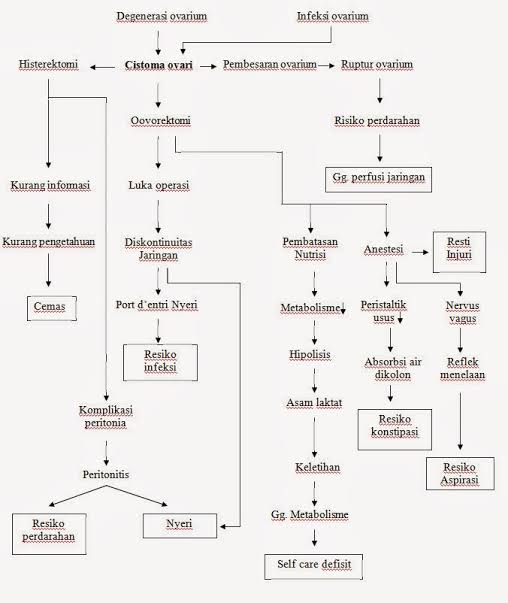 Degenerasi ovarium
Infeksi ovarium
Histerektomi
Cistoma ovari
Pembesaran ovarium
Ruptur ovarium
Oovorektomi
Risiko perdarahan
Gg. perfusi jaringan
Kurang informasi
Luka operasi
Kurang pengetahuan
Diskontinuitas
Jaringan
Pembatasan
Nutrisi
Anestesi
Resti
Injuri
Cemas
Port d'entri Nyeri
Metabolisme
Peristaltik
usus
Nervus
vagus
Resiko
infeksi
Hipolisis
Absorbsi air
dikolon
Reflek
menelaan
Komplikasi
peritonia
Asam laktat
Resiko
konstipasi
Peritonitis
Keletihan
Resiko
Aspirasi
Resiko
perdarahan
Nyeri
Gg. Metabolisme
Self care defisit